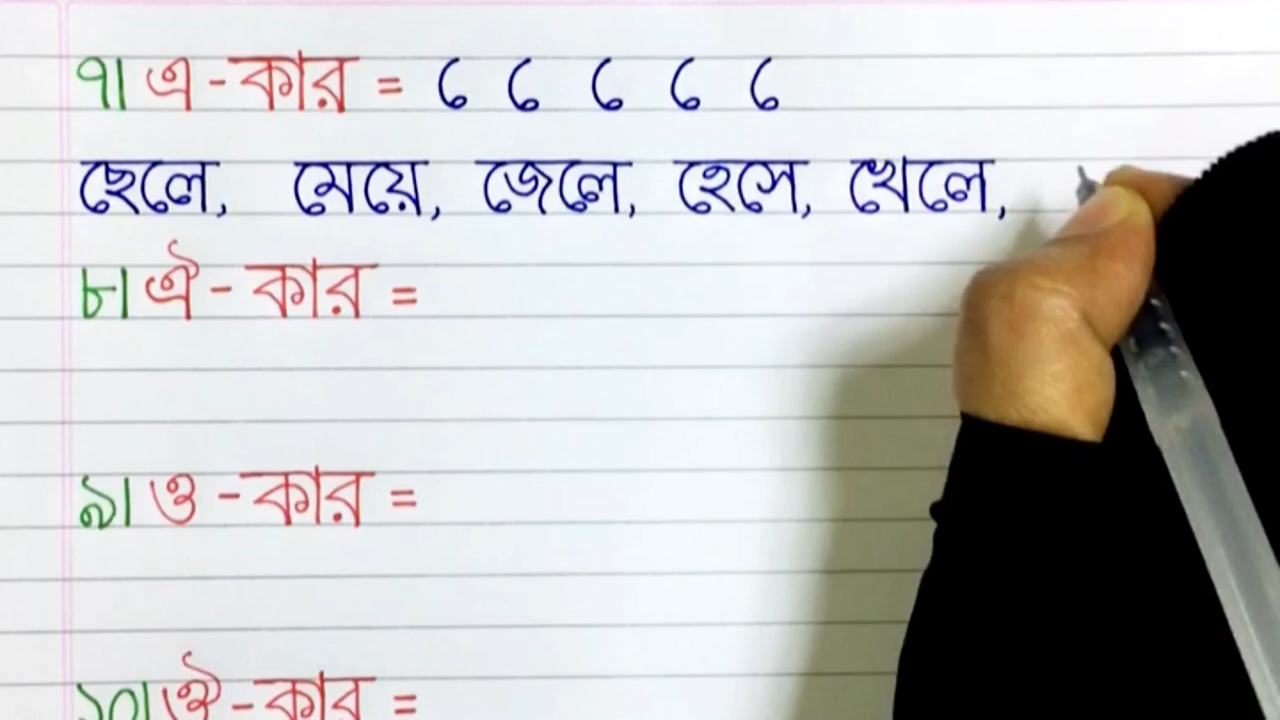 ৭। এ-কার = ে ে ে ে ে
ছেলে, মেয়ে, জেলে, হেসে, খেলে,
৮। ঐ-কার =
৯। ও-কার =
১০। ঔ-কার =